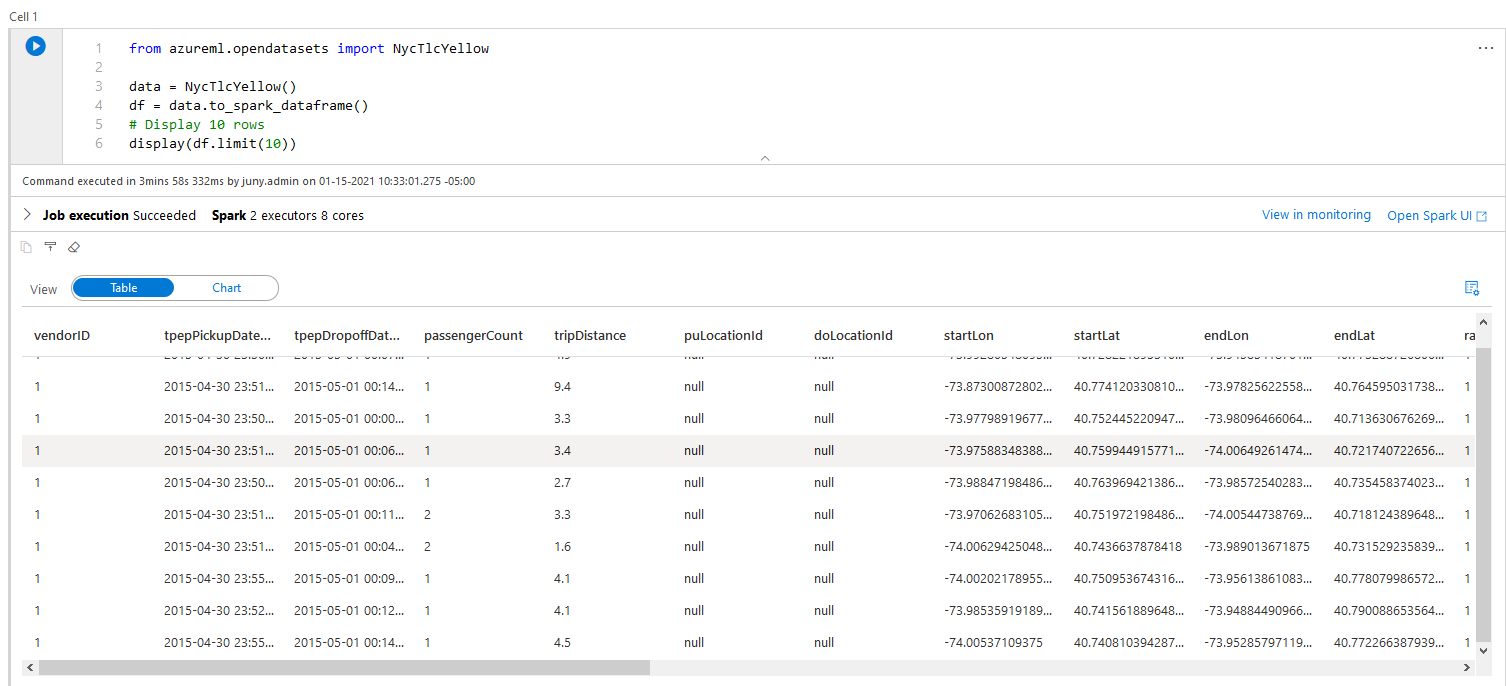 Cell 1
1 from azureml.opendatasets import NycTlcYellow
2
3 data = NycTlcYellow()
4 df = data.to_spark_dataframe()
5 # Display 10 rows
6 display(df.limit(10))
Command executed in 3mins 58s 332ms by juny.admin on 01-15-2021 10:33:01.275 -05:00
Job execution Succeeded Spark 2 executors 8 cores View in monitoring Open Spark UI
View Table Chart
vendorID tpepPickupDate... tpepDropoffDat... passengerCount tripDistance puLocationId doLocationId startLon startLat endLon endLat ra
1 2015-04-30 23:51... 2015-05-01 00:14... 1 9.4 null null -73.87300872802... 40.774120330810... -73.97825622558... 40.764595031738... 1
1 2015-04-30 23:50... 2015-05-01 00:00... 1 3.3 null null -73.97798919677... 40.752445220947... -73.98096466064... 40.713630676269... 1
1 2015-04-30 23:51... 2015-05-01 00:06... 1 3.4 null null -73.97588348388... 40.759944915771... -74.00649261474... 40.721740722656... 1
1 2015-04-30 23:50... 2015-05-01 00:06... 1 2.7 null null -73.98847198486... 40.763969421386... -73.98572540283... 40.735458374023... 1
1 2015-04-30 23:51... 2015-05-01 00:11... 2 3.3 null null -73.97062683105... 40.751972198486... -74.00544738769... 40.718124389648... 1
1 2015-04-30 23:51... 2015-05-01 00:04... 2 1.6 null null -74.00629425048... 40.7436637878418 -73.989013671875 40.731529235839... 1
1 2015-04-30 23:55... 2015-05-01 00:09... 1 4.1 null null -74.00202178955... 40.750953674316... -73.95613861083... 40.778079986572... 1
1 2015-04-30 23:52... 2015-05-01 00:12... 1 4.1 null null -73.98535919189... 40.741561889648... -73.94884490966... 40.790088653564... 1
1 2015-04-30 23:55... 2015-05-01 00:14... 1 4.5 null null -74.00537109375 40.740810394287... -73.95285797119... 40.772266387939... 1